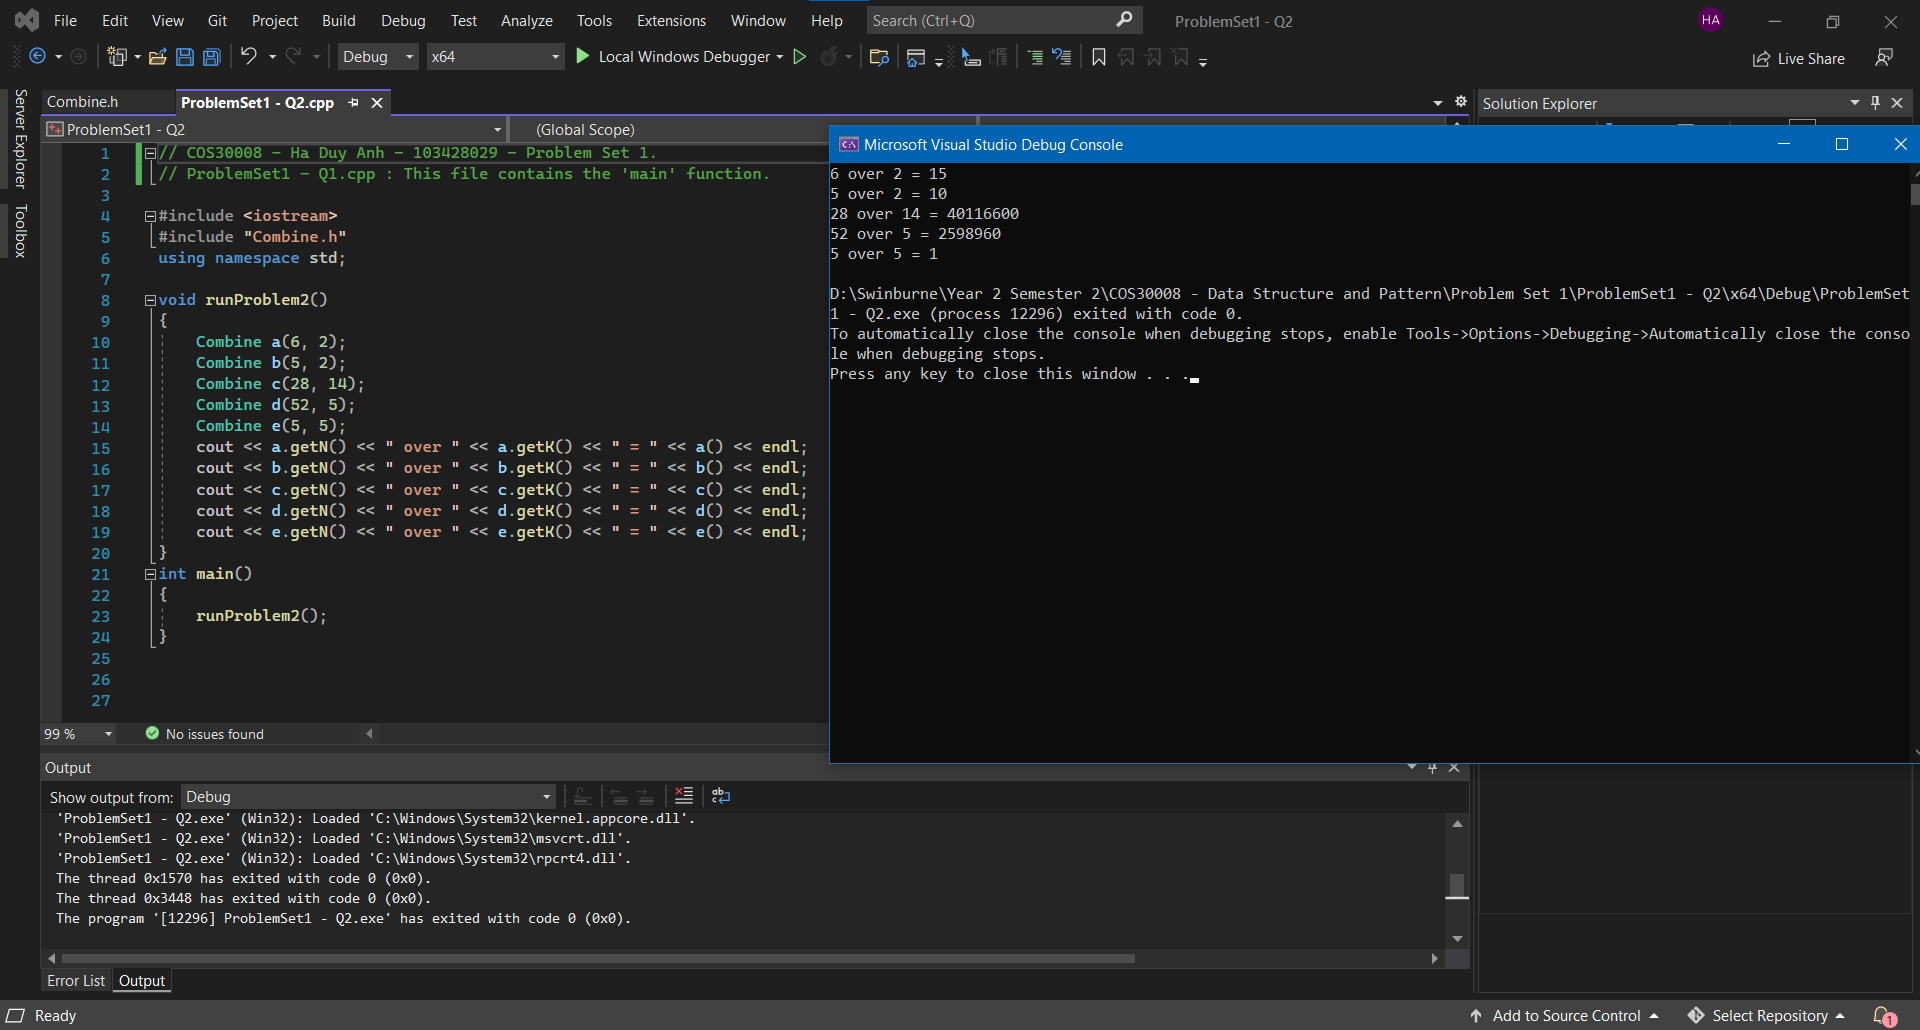 File Edit View Git Project Build Debug Test Analyze Tools Extensions Window Help Search (Ctrl+Q) ProblemSet1 - Q2 HA
Debug x64 Local Windows Debugger Live Share
Server Explorer
Toolbox
Combine.h ProblemSet1 - Q2.cpp
ProblemSet1 - Q2 (Global Scope)
1 // COS30008 - Ha Duy Anh - 103428029 - Problem Set 1.
2 // ProblemSet1 - Q1.cpp : This file contains the 'main' function.
3
4 #include <iostream>
5 #include "Combine.h"
6 using namespace std;
7
8 void runProblem2()
9 {
10 Combine a(6, 2);
11 Combine b(5, 2);
12 Combine c(28, 14);
13 Combine d(52, 5);
14 Combine e(5, 5);
15 cout << a.getN() << " over " << a.getK() << " = " << a() << endl;
16 cout << b.getN() << " over " << b.getK() << " = " << b() << endl;
17 cout << c.getN() << " over " << c.getK() << " = " << c() << endl;
18 cout << d.getN() << " over " << d.getK() << " = " << d() << endl;
19 cout << e.getN() << " over " << e.getK() << " = " << e() << endl;
20 }
21 int main()
22 {
23 runProblem2();
24 }
25
26
27
99 % No issues found
Solution Explorer
Microsoft Visual Studio Debug Console
6 over 2 = 15
5 over 2 = 10
28 over 14 = 40116600
52 over 5 = 2598960
5 over 5 = 1
D:\Swinburne\Year 2 Semester 2\COS30008 - Data Structure and Pattern\Problem Set 1\ProblemSet1 - Q2\x64\Debug\ProblemSet
1 - Q2.exe (process 12296) exited with code 0.
To automatically close the console when debugging stops, enable Tools->Options->Debugging->Automatically close the conso
le when debugging stops.
Press any key to close this window . . .
Output
Show output from: Debug
'ProblemSet1 - Q2.exe' (Win32): Loaded 'C:\Windows\System32\kernel.appcore.dll'.
'ProblemSet1 - Q2.exe' (Win32): Loaded 'C:\Windows\System32\msvcrt.dll'.
'ProblemSet1 - Q2.exe' (Win32): Loaded 'C:\Windows\System32\rpcrt4.dll'.
The thread 0x1570 has exited with code 0 (0x0).
The thread 0x3448 has exited with code 0 (0x0).
The program '[12296] ProblemSet1 - Q2.exe' has exited with code 0 (0x0).
Error List Output
Ready Add to Source Control Select Repository 1